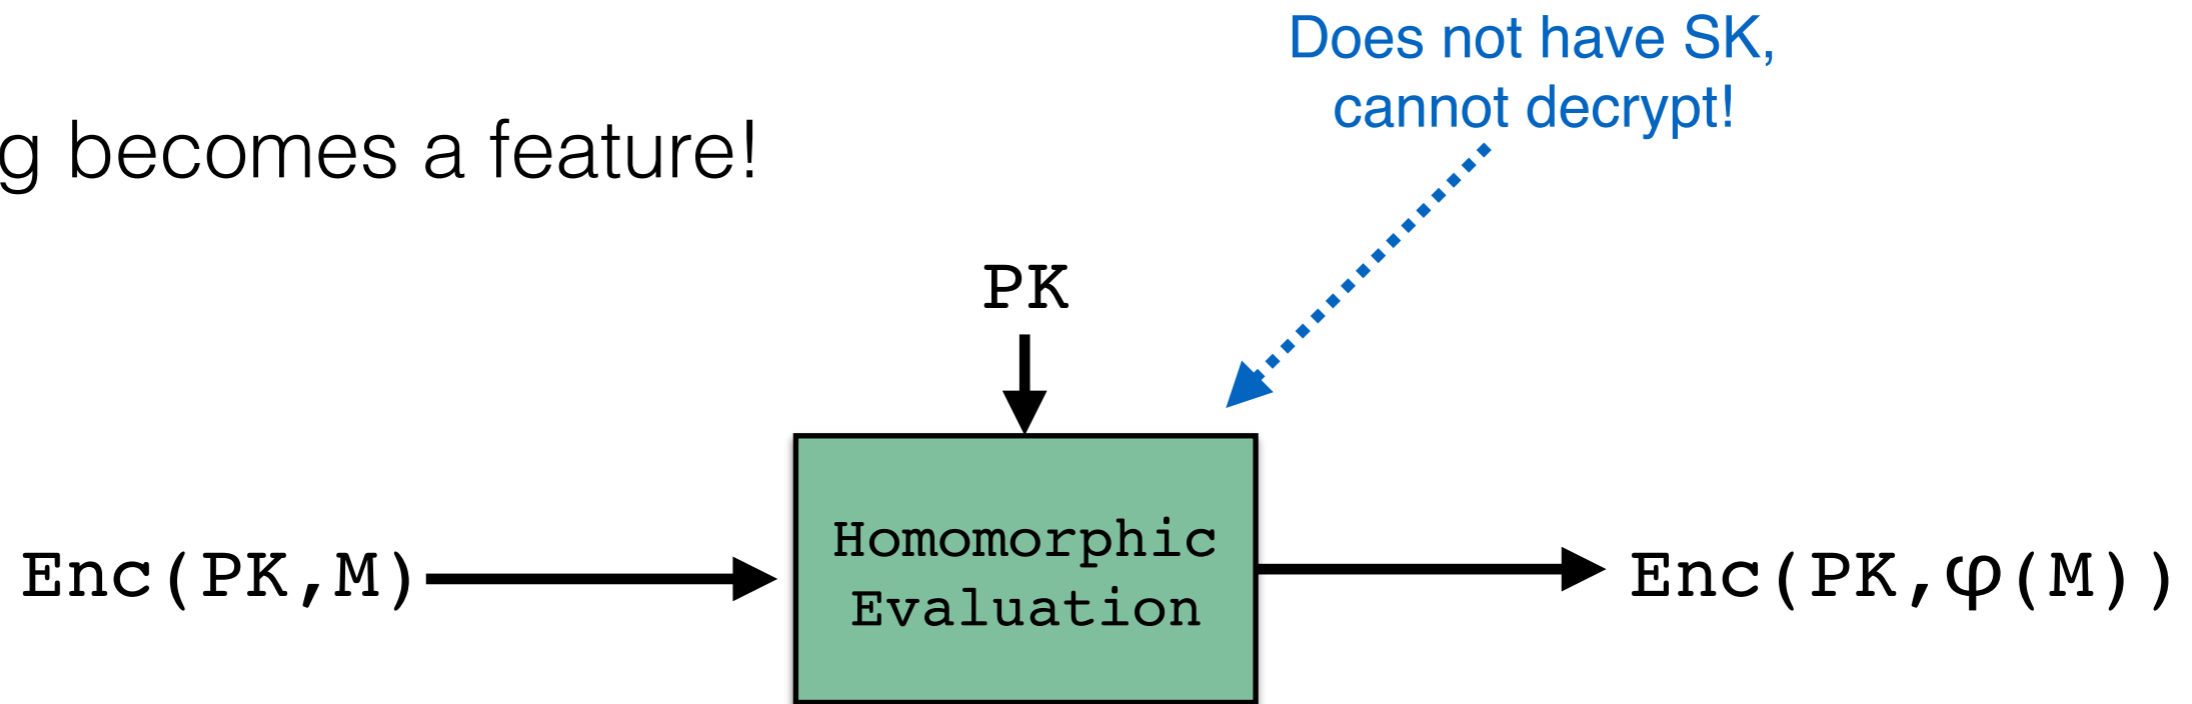 Does not have SK,
cannot decrypt!
g becomes a feature!
PK
Homomorphic
Evaluation
Enc(PK,M)
Enc(PK,φ(M))